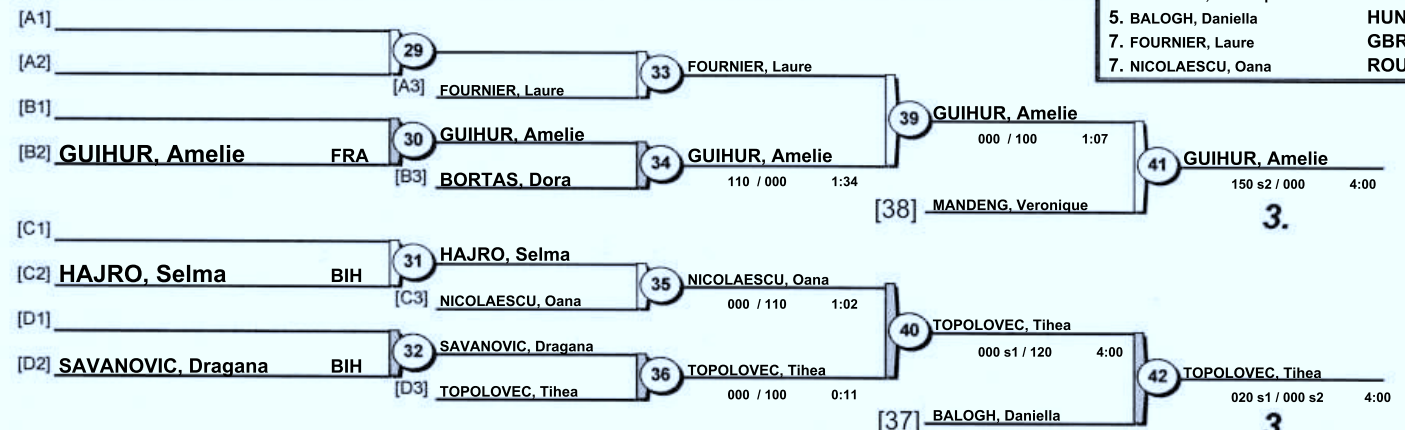 5. BALOGH, Daniella HUN
7. FOURNIER, Laure GBR
7. NICOLAESCU, Oana ROU
[A1]
29
[A2]
[A3] FOURNIER, Laure
33 FOURNIER, Laure
[B1]
30 GUIHUR, Amelie
[B2] GUIHUR, Amelie FRA
[B3] BORTAS, Dora
34 GUIHUR, Amelie
110 / 000 1:34
39 GUIHUR, Amelie
000 / 100 1:07
[38] MANDENG, Veronique
41 GUIHUR, Amelie
150 s2 / 000 4:00
3.
[C1]
31 HAJRO, Selma
[C2] HAJRO, Selma BIH
[C3] NICOLAESCU, Oana
35 NICOLAESCU, Oana
000 / 110 1:02
[D1]
32 SAVANOVIC, Dragana
[D2] SAVANOVIC, Dragana BIH
[D3] TOPOLOVEC, Tihea
36 TOPOLOVEC, Tihea
000 / 100 0:11
40 TOPOLOVEC, Tihea
000 s1 / 120 4:00
[37] BALOGH, Daniella
42 TOPOLOVEC, Tihea
020 s1 / 000 s2 4:00
3